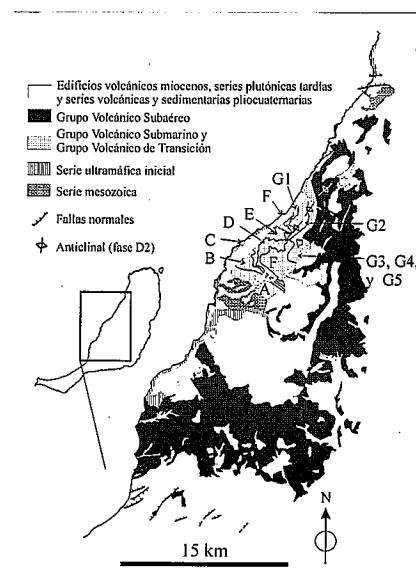 Edificios volcánicos miocenos, series plutónicas tardías
y series volcánicas y sedimentarias pliocuaternarias
Grupo Volcánico Subaéreo
Grupo Volcánico Submarino y
Grupo Volcánico de Transición
Serie ultramáfica inicial
Serie mesozoica
Fallas normales
Anticlinal (fase D2)
G1
F
E
D
C
B
F
A
G2
G3, G4,
y G5
N
15 km